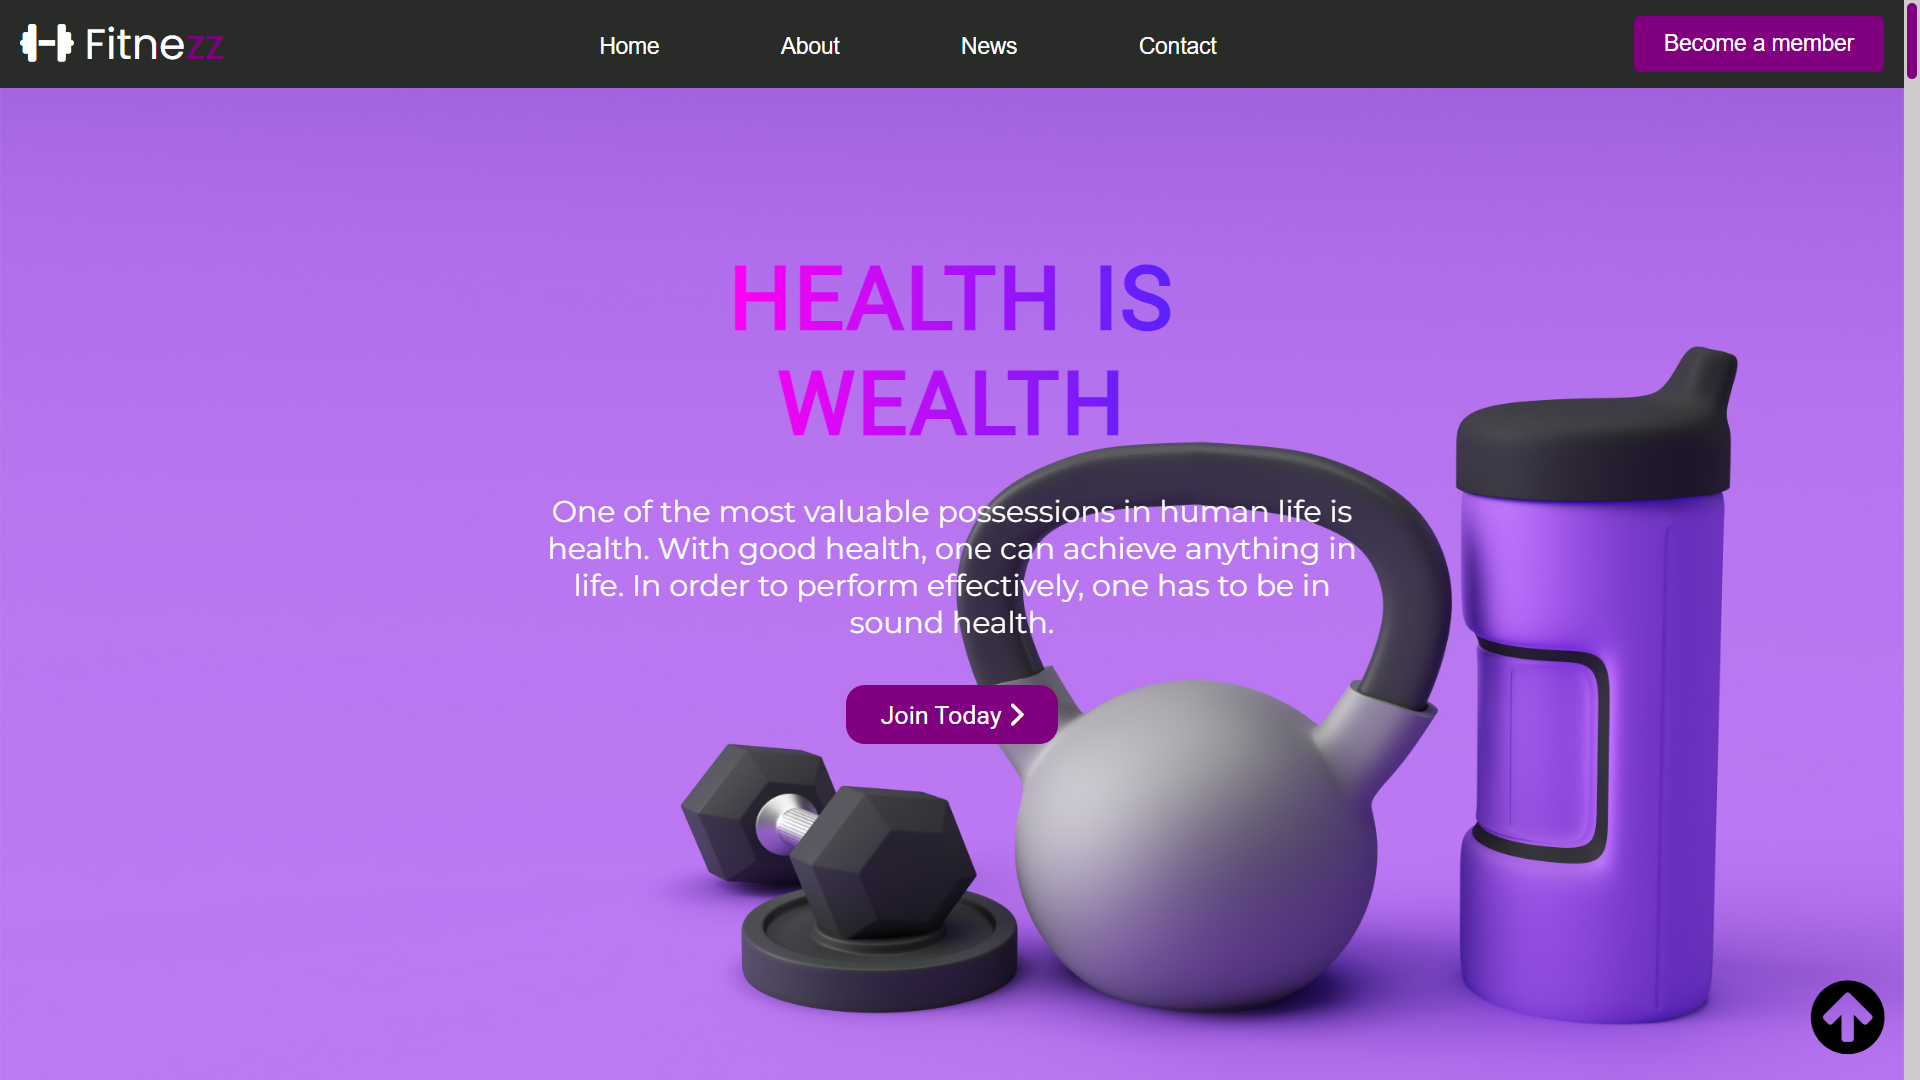 Fitnezz
Home
About
News
Contact
Become a member
HEALTH IS
WEALTH
One of the most valuable possessions in human life is
health. With good health, one can achieve anything in
life. In order to perform effectively, one has to be in
sound health.
Join Today